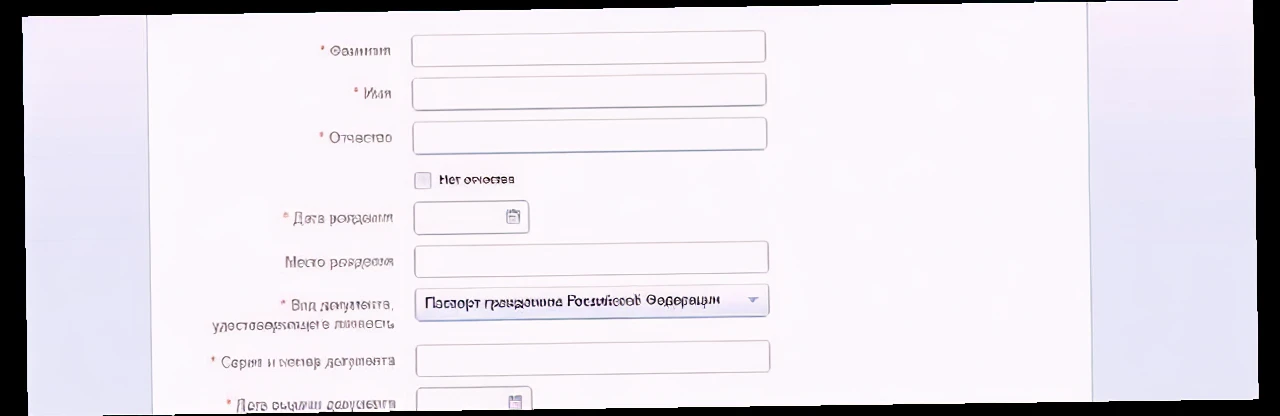 * Фамилия
* Имя
* Отчество
Нет отчества
* Дата рождения
Место рождения
* Вид документа,
удостоверяющего личность
Паспорт гражданина Российской Федерации
* Серия и номер документа
* Дата выдачи документа